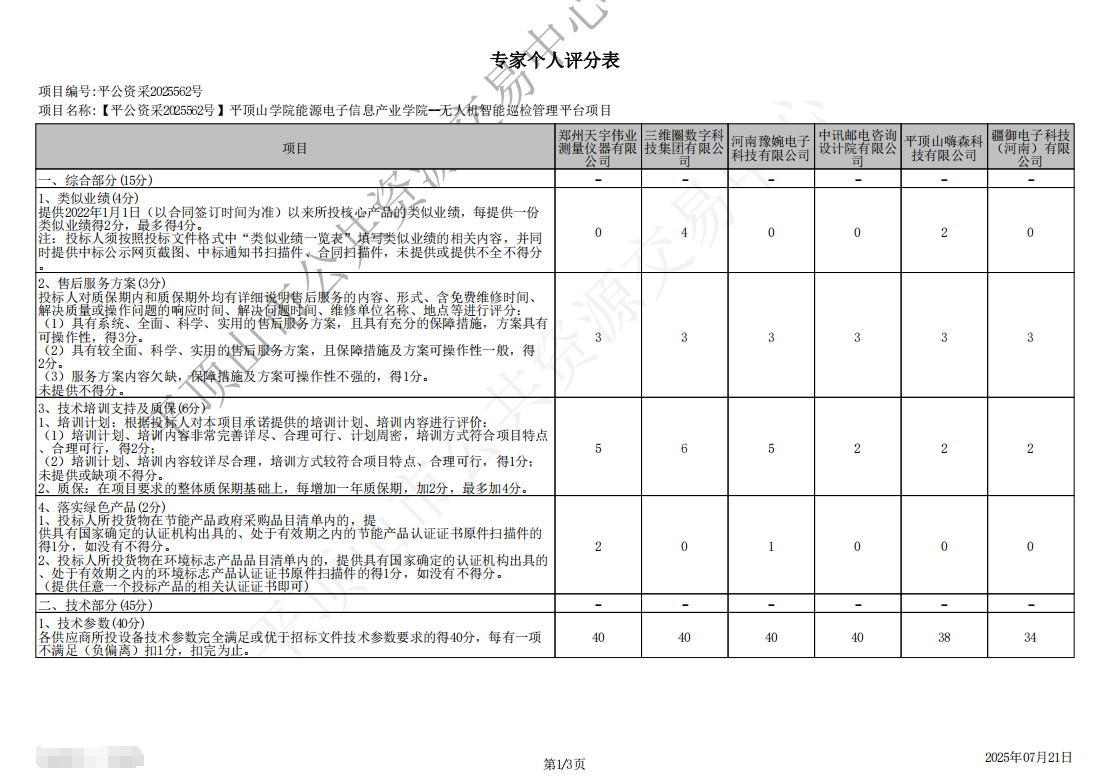 专家个人评分表
项目编号:平公资采2025562号
项目名称:【平公资采2025562号】平顶山学院能源电子信息产业学院--无人机智能巡检管理平台项目
项目
郑州天宇伟业
测量仪器有限
公司
三维圈数字科
技集团有限公
司
河南豫婉电子
科技有限公司
中讯邮电咨询
设计院有限公
司
平顶山嗨森科
技有限公司
疆御电子科技
（河南）有限
公司
一、综合部分(15分)
– – – – – –
1、类似业绩(4分)
提供2022年1月1日（以合同签订时间为准）以来所投核心产品的类似业绩，每提供一份
类似业绩得2分，最多得4分。
注：投标人须按照投标文件格式中“类似业绩一览表”填写类似业绩的相关内容，并同
时提供中标公示网页截图、中标通知书扫描件、合同扫描件，未提供或提供不全不得分
。
0 4 0 0 2 0
2、售后服务方案(3分)
投标人对质保期内和质保期外均有详细说明售后服务的内容、形式、含免费维修时间、
解决质量或操作问题的响应时间、解决问题时间、维修单位名称、地点等进行评分：
（1）具有系统、全面、科学、实用的售后服务方案，且具有充分的保障措施，方案具有
可操作性，得3分。
（2）具有较全面、科学、实用的售后服务方案，且保障措施及方案可操作性一般，得
2分。
（3）服务方案内容欠缺，保障措施及方案可操作性不强的，得1分。
未提供不得分。
3 3 3 3 3 3
3、技术培训支持及质保(6分)
1、培训计划：根据投标人对本项目承诺提供的培训计划、培训内容进行评价：
（1）培训计划、培训内容非常完善详尽、合理可行、计划周密，培训方式符合项目特点
、合理可行，得2分；
（2）培训计划、培训内容较详尽合理，培训方式较符合项目特点、合理可行，得1分；
未提供或缺项不得分。
2、质保：在项目要求的整体质保期基础上，每增加一年质保期，加2分，最多加4分。
5 6 5 2 2 2
4、落实绿色产品(2分)
1、投标人所投货物在节能产品政府采购品目清单内的，提
供具有国家确定的认证机构出具的、处于有效期之内的节能产品认证证书原件扫描件的
得1分，如没有不得分。
2、投标人所投货物在环境标志产品品目清单内的，提供具有国家确定的认证机构出具的
、处于有效期之内的环境标志产品认证证书原件扫描件的得1分，如没有不得分。
（提供任意一个投标产品的相关认证证书即可)
2 0 1 0 0 0
二、技术部分(45分)
– – – – – –
1、技术参数(40分)
各供应商所投设备技术参数完全满足或优于招标文件技术参数要求的得40分，每有一项
不满足（负偏离）扣1分，扣完为止。
40 40 40 40 38 34
平顶山市公共资源交易中心
平顶山市公共资源交易中心
第1/3页
2025年07月21日